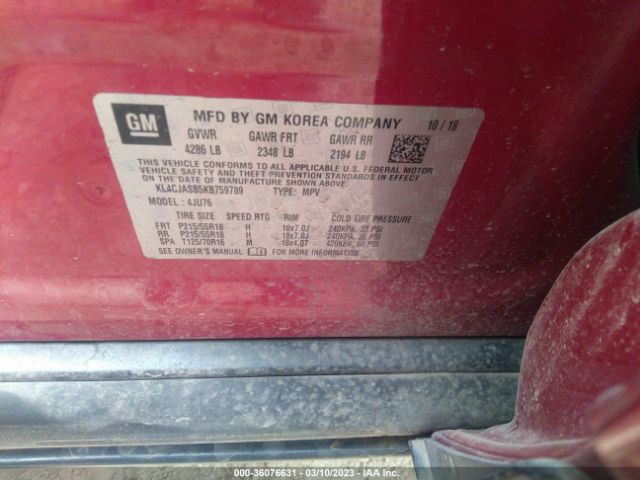 GM
MFD BY GM KOREA COMPANY 10/18
GVWR GAWR FRT GAWR RR
4286 LB 2348 LB 2194 LB
THIS VEHICLE CONFORMS TO ALL APPLICABLE U.S. FEDERAL MOTOR
VEHICLE SAFETY AND THEFT PREVENTION STANDARDS IN EFFECT ON
THE DATE OF MANUFACTURE SHOWN ABOVE.
KL4CJASB5KB759789 TYPE: MPV
MODEL : 4JU76
TIRE SIZE SPEED RTG RIM COLD TIRE PRESSURE
FRT P215/55R18 H 18x7.0J 240KPA, 35 PSI
RR P215/55R18 H 18x7.0J 240KPA, 35 PSI
SPA T125/70R16 M 16x4.0T 420KPA, 60 PSI
SEE OWNER'S MANUAL FOR MORE INFORMATION
© IAA - 36076631 - 03/10/2023 - 36:11 PM